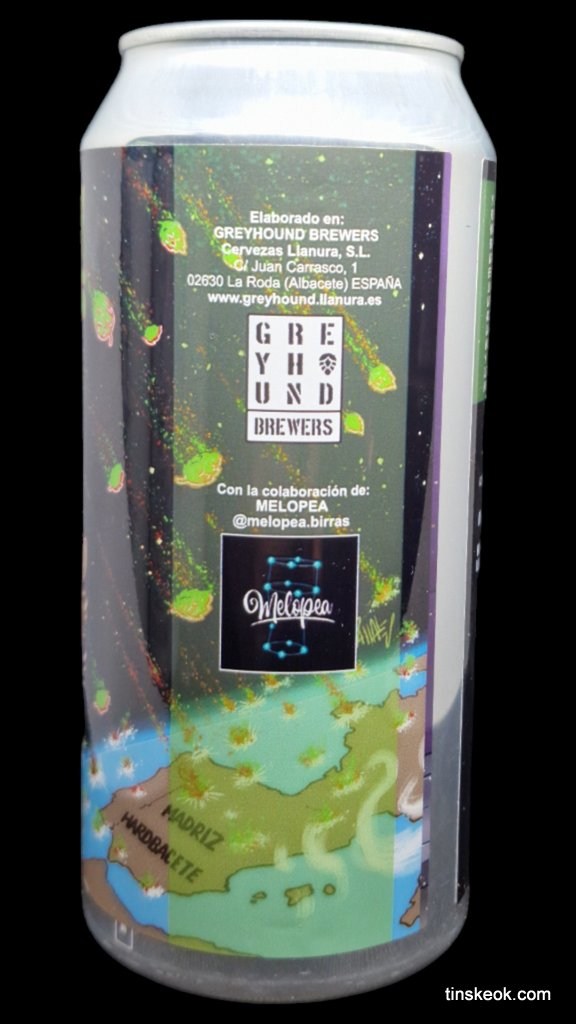 Elaborado en:
GREYHOUND BREWERS
Cervezas Llanura, S.L.
C/ Juan Carrasco, 1
02630 La Roda (Albacete) ESPAÑA
www.greyhound.llanura.es
GRE
YH
UND
BREWERS
Con la colaboración de:
MELOPEA
@melopea.birras
Melopea
MADRIZ
HARDBACETE
tinskeok.com